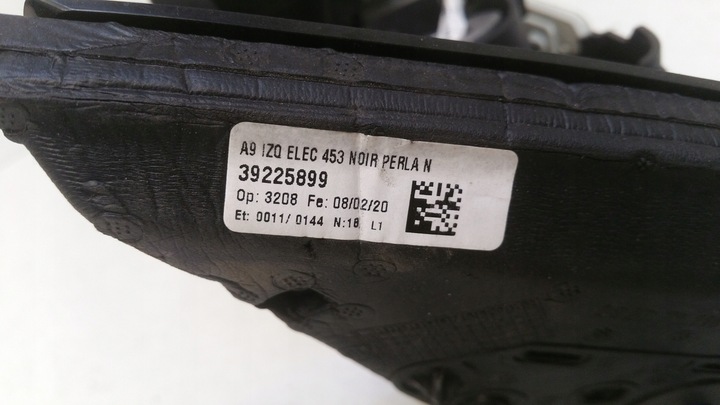 A9 IZQ ELEC 453 NOIR PERLA N
39225899
Op: 3208 Fe: 08/02/20
Et: 0011/ 0144 N:18 L1